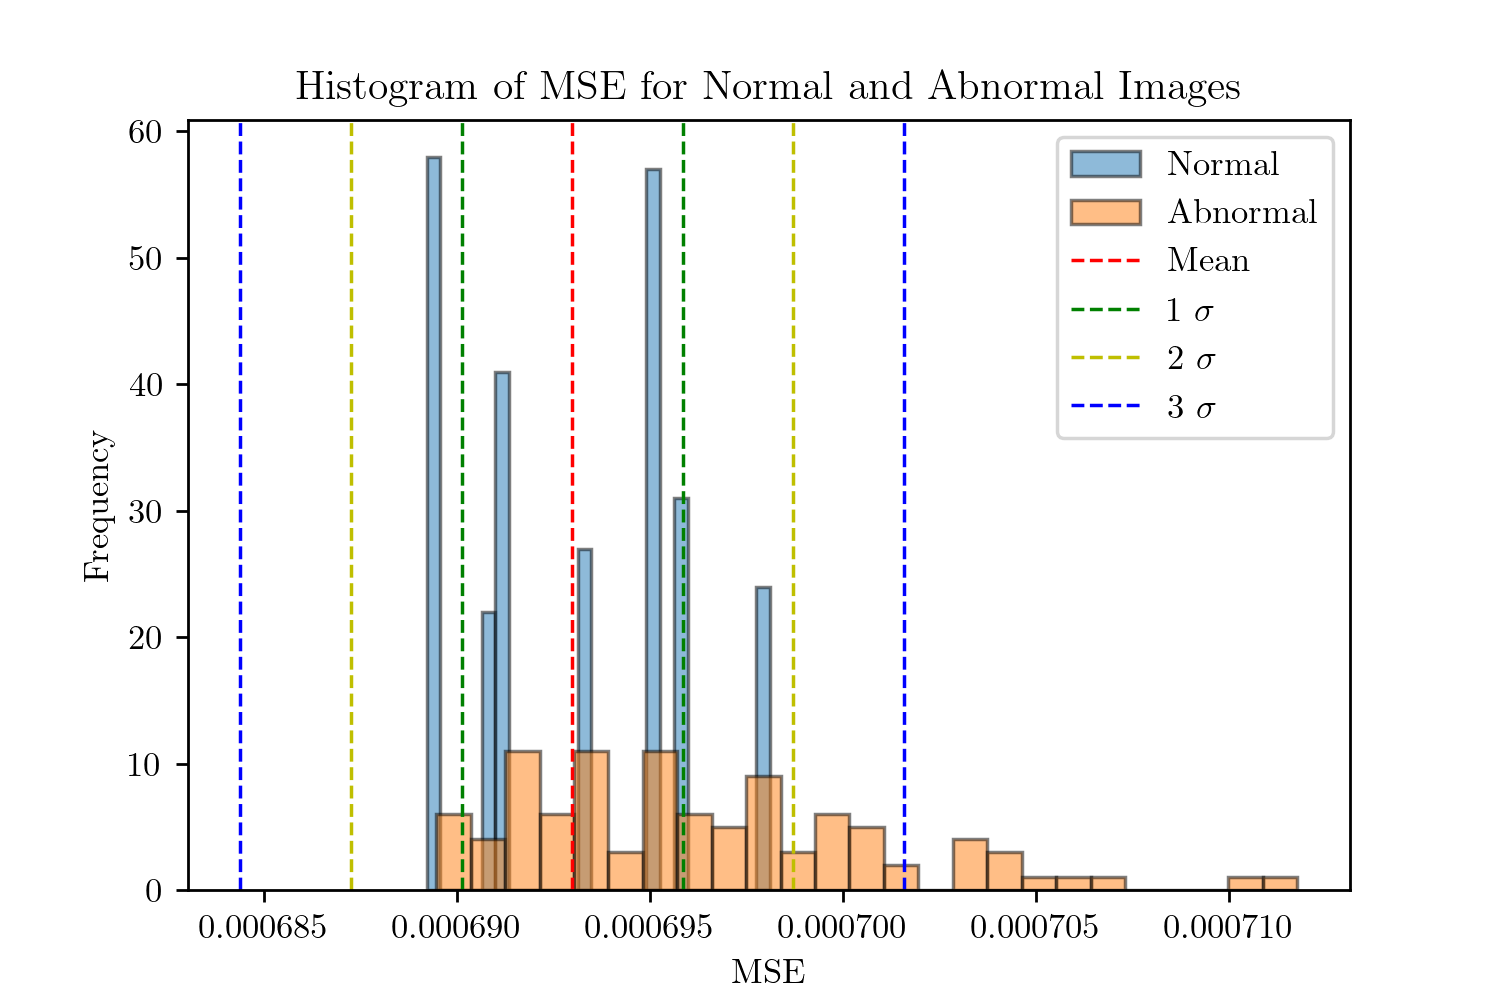 Histogram of MSE for Normal and Abnormal Images
60
50
40
30
20
10
0
Frequency
Normal
Abnormal
Mean
1 σ
2 σ
3 σ
0.000685 0.000690 0.000695 0.000700 0.000705 0.000710
MSE